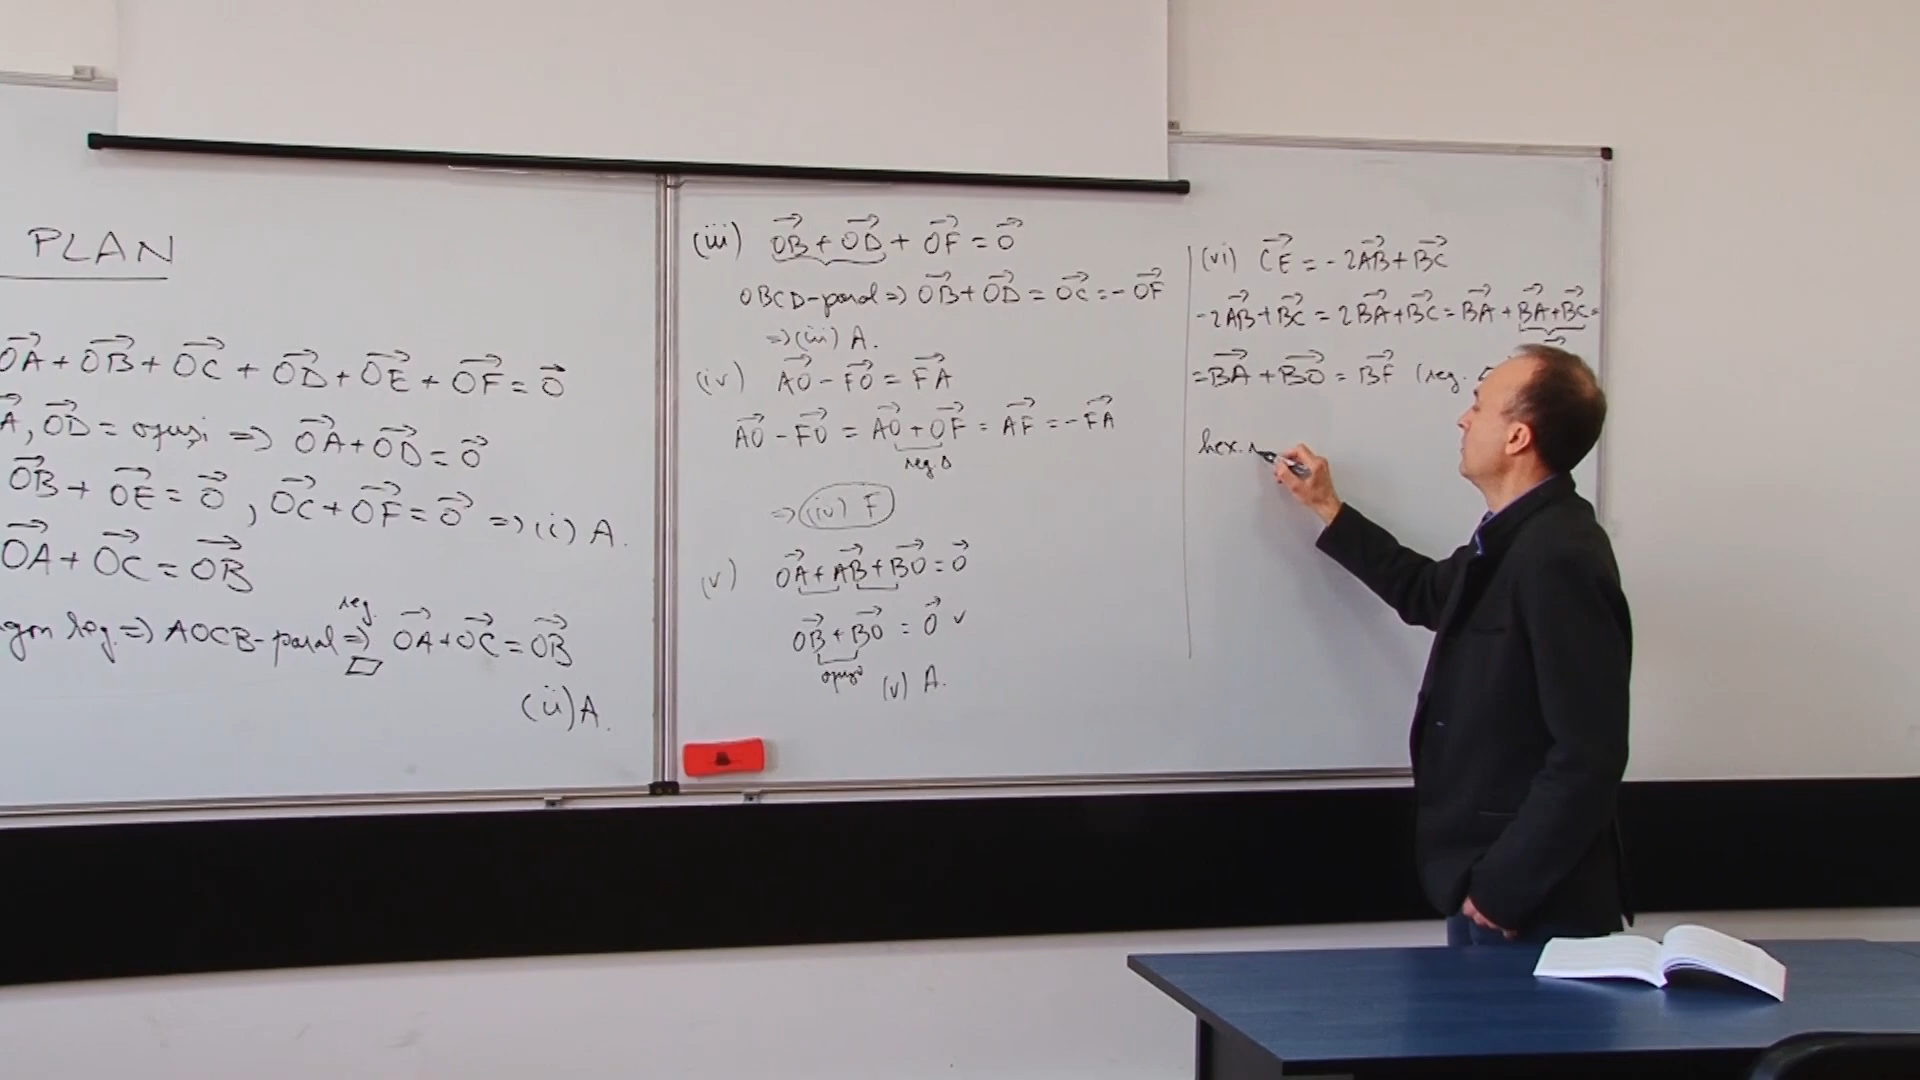 PLAN
OA⃗ + OB⃗ + OC⃗ + OD⃗ + OE⃗ + OF⃗ = 0⃗
A⃗, OD⃗ = opuși => OA⃗ + OD⃗ = 0⃗
OB⃗ + OE⃗ = 0⃗, OC⃗ + OF⃗ = 0⃗ => (i) A.
OA⃗ + OC⃗ = OB⃗
gon reg. => AOCB-paral => OA⃗ + OC⃗ = OB⃗
reg. ▱
(ii) A.
(iii) OB⃗ + OD⃗ + OF⃗ = 0⃗
OBCD-paral => OB⃗ + OD⃗ = OC⃗ = -OF⃗
=> (iii) A.
(iv) AO⃗ - FO⃗ = FA⃗
AO⃗ - FO⃗ = AO⃗ + OF⃗ = AF⃗ = -FA⃗
reg. Δ
=> (iv) F
(v) OA⃗ + AB⃗ + BO⃗ = 0⃗
OB⃗ + BO⃗ = 0⃗ ✓
opuși
(v) A.
(vi) CE⃗ = -2AB⃗ + BC⃗
-2AB⃗ + BC⃗ = 2BA⃗ + BC⃗ = BA⃗ + BA⃗ + BC⃗ =
= BA⃗ + BO⃗ = BF⃗ (reg.
hex.